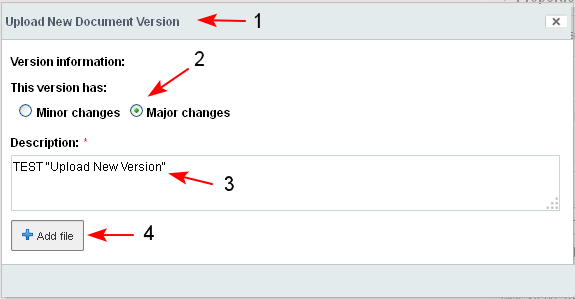 Upload New Document Version 1
Version information:
This version has: 2
Minor changes Major changes
Description: *
TEST "Upload New Version" 3
Add file 4